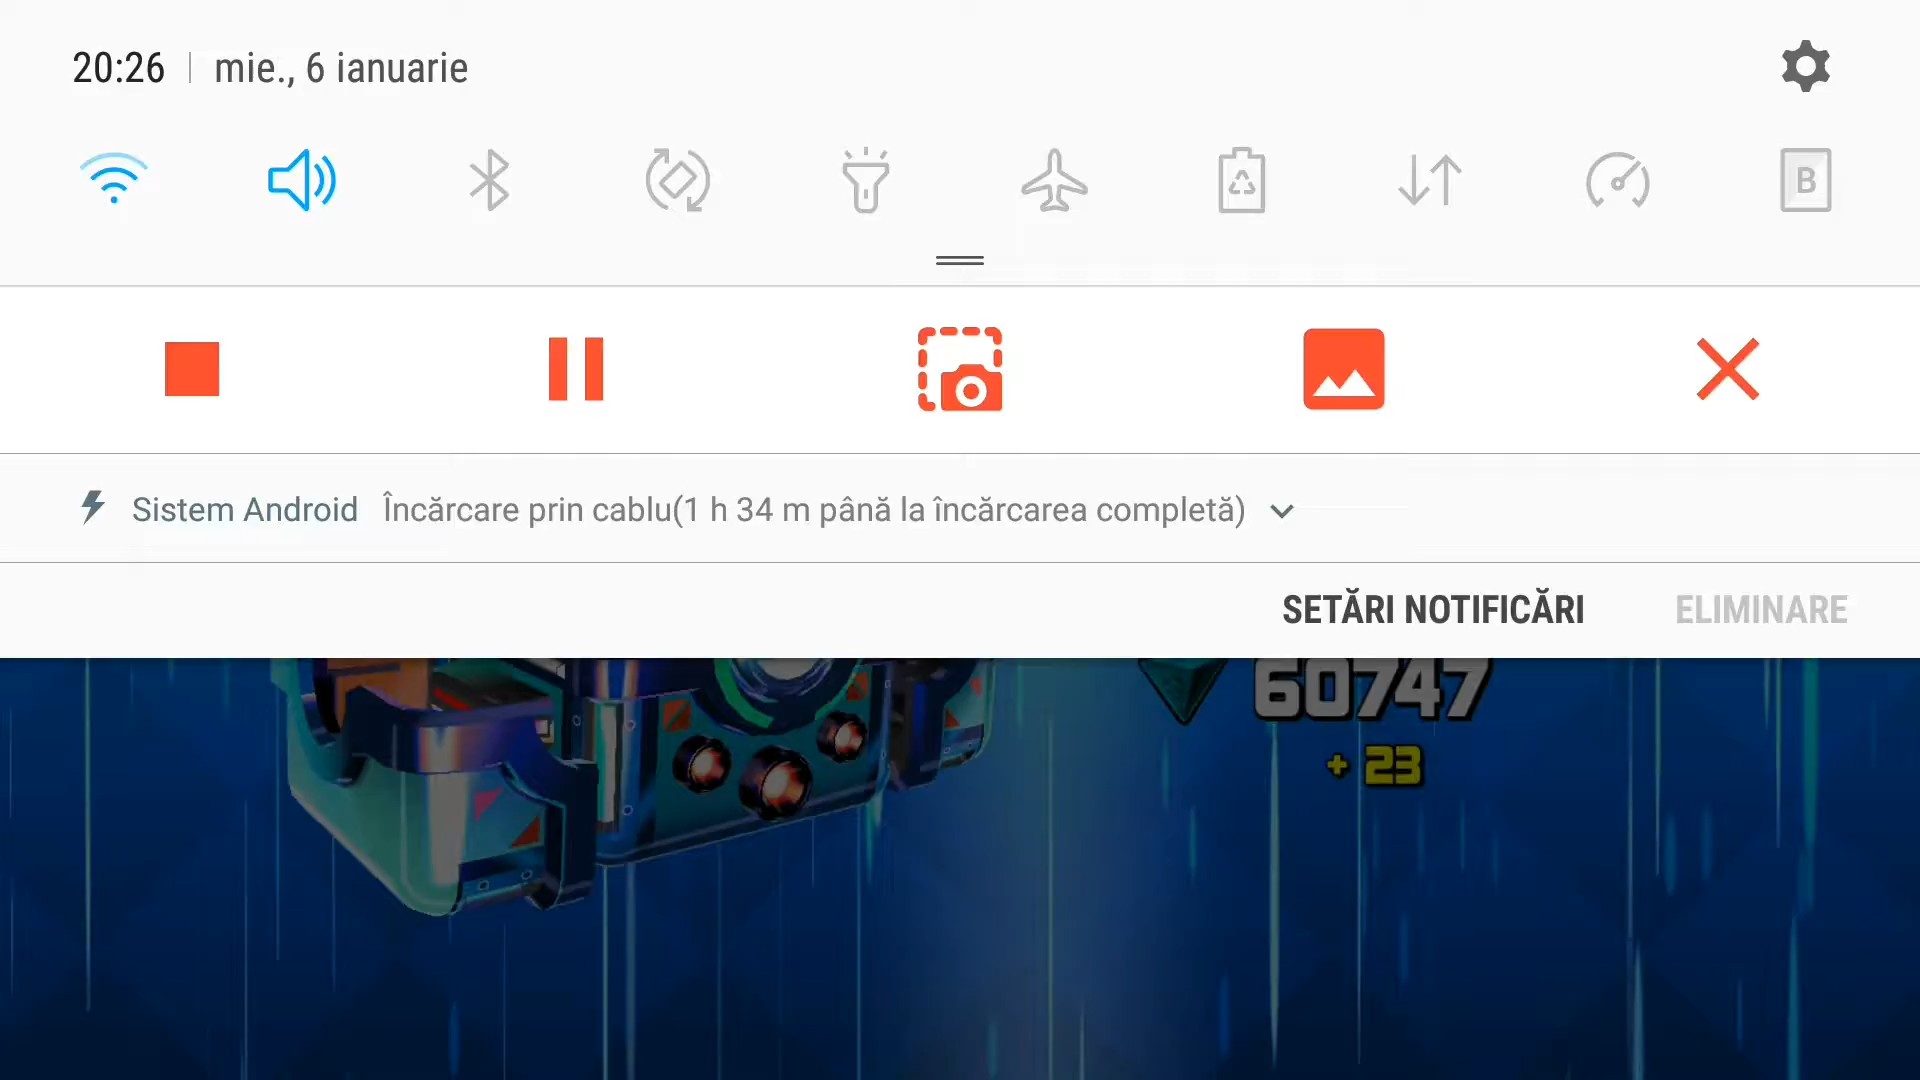 20:26 | mie., 6 ianuarie
B
Sistem Android Încărcare prin cablu(1 h 34 m până la încărcarea completă)
SETĂRI NOTIFICĂRI ELIMINARE
60747
+ 23